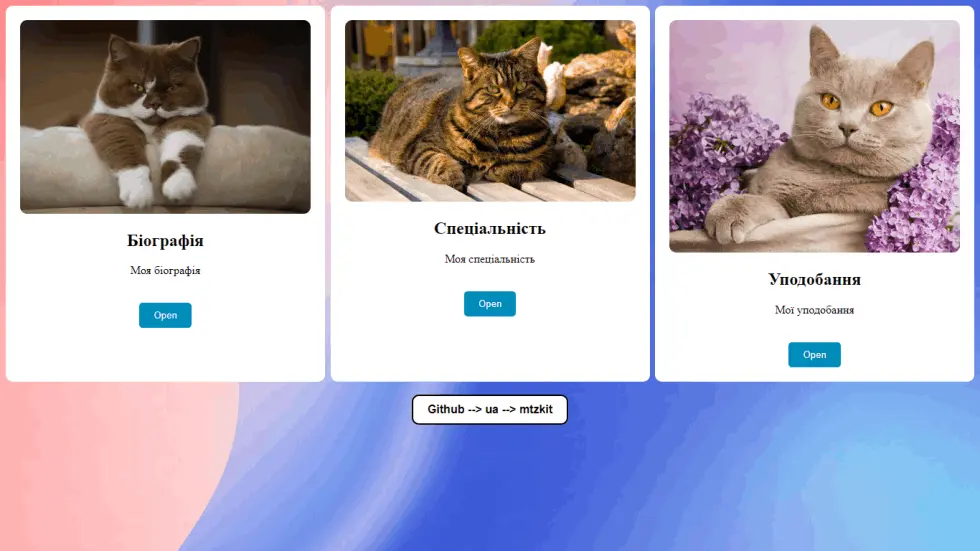 Біографія
Моя біографія
Open
Спеціальність
Моя спеціальність
Open
Уподобання
Мої уподобання
Open
Github --> ua --> mtzkit